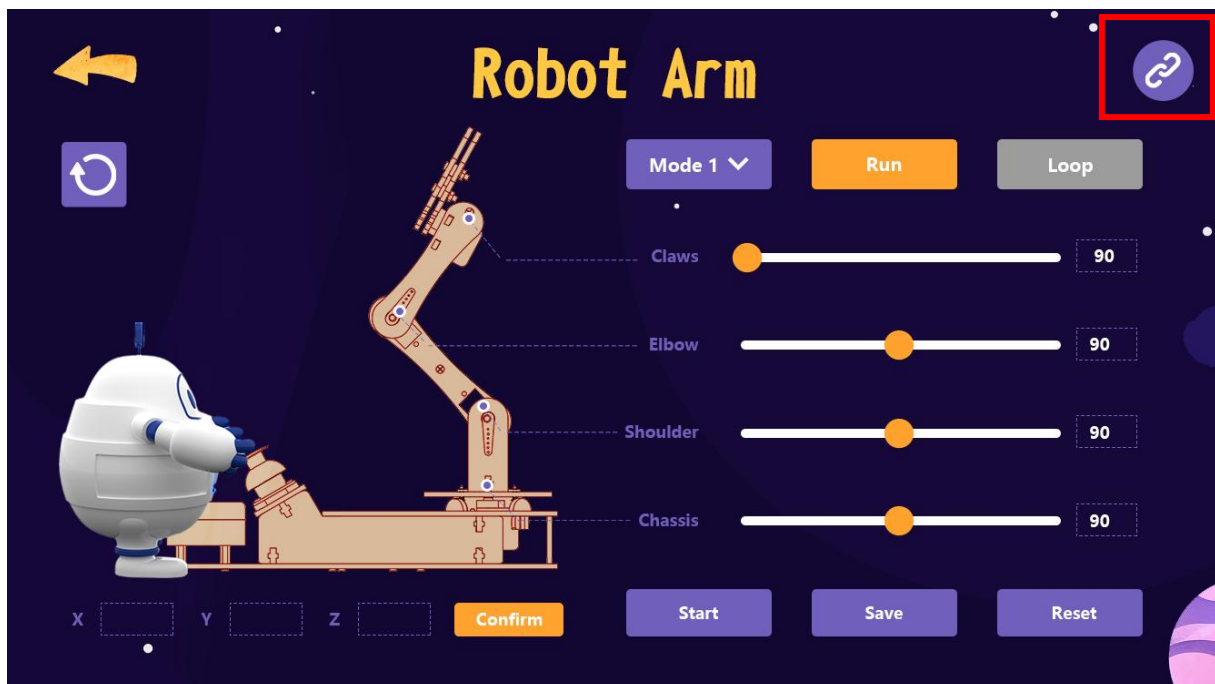 Robot Arm
Mode 1 Run Loop
Claws 90
Elbow 90
Shoulder 90
Chassis 90
X Y Z Confirm Start Save Reset